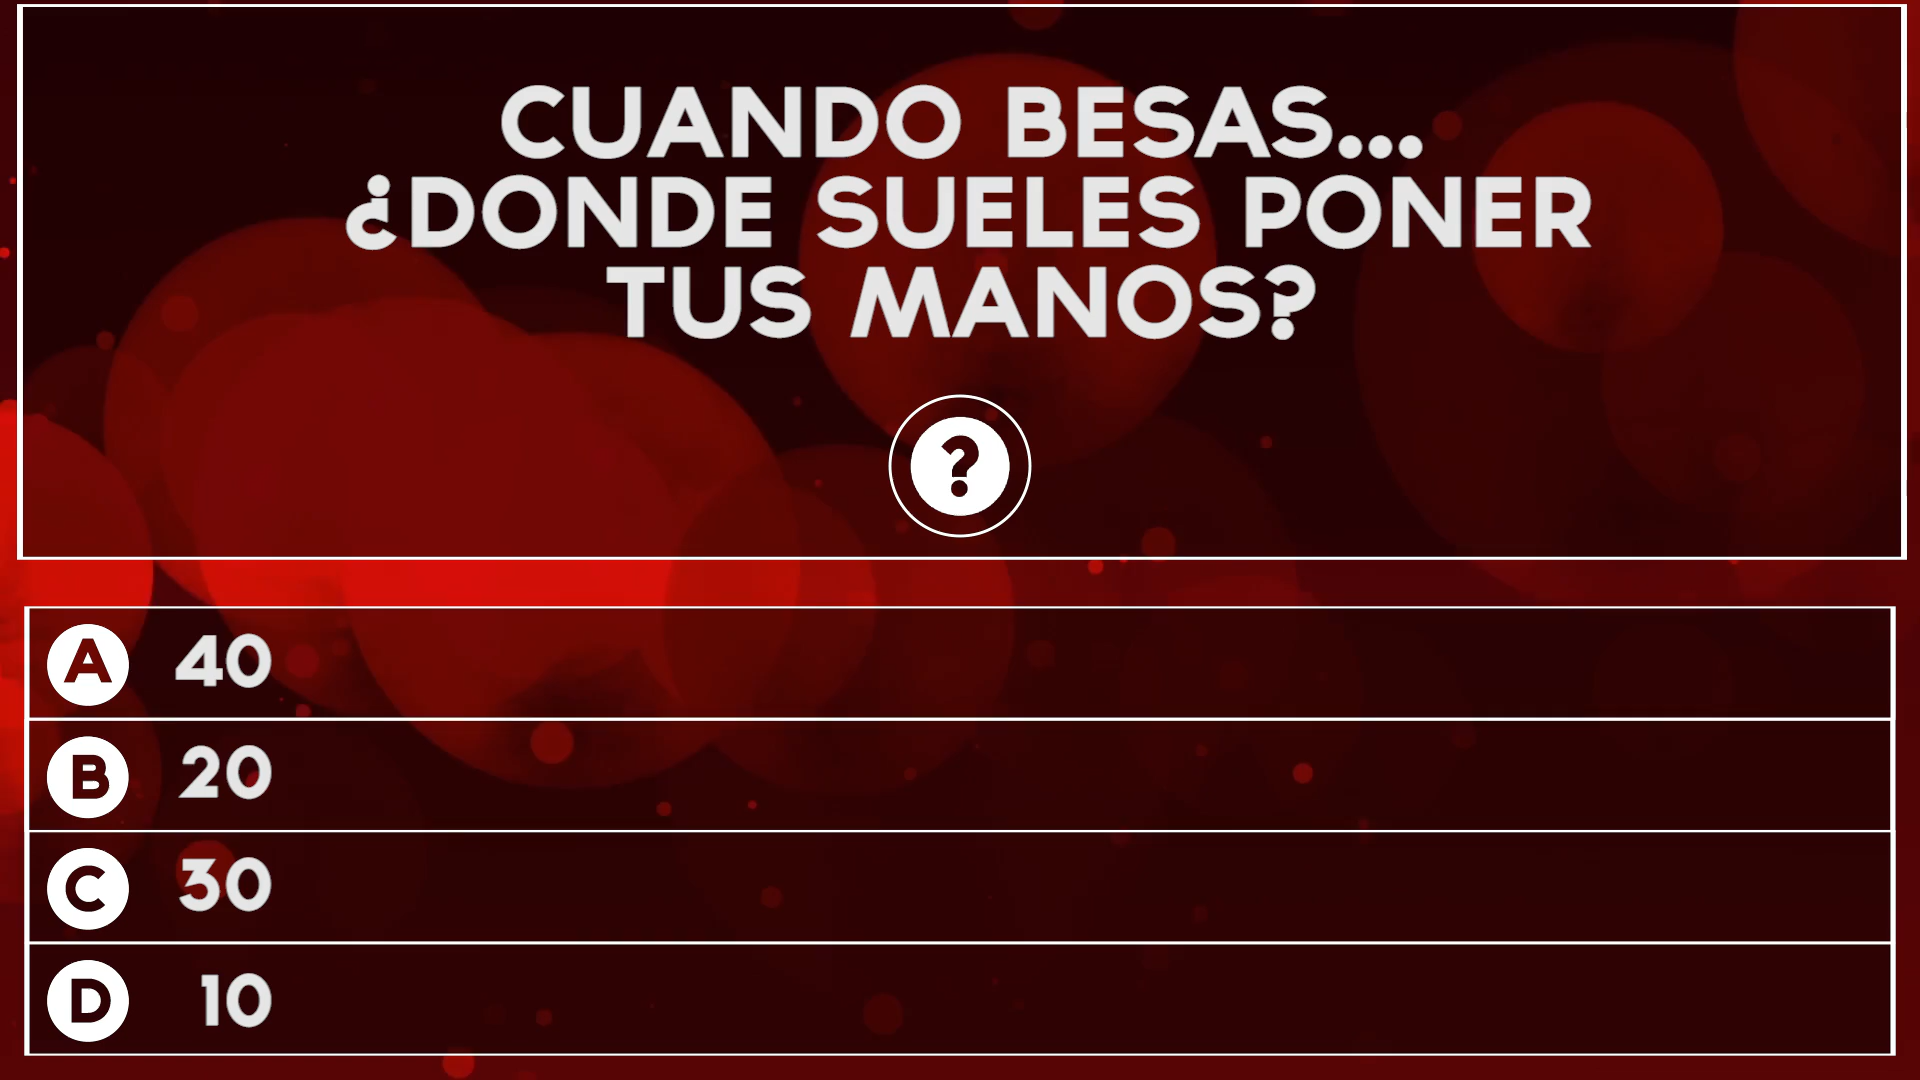 CUANDO BESAS...
¿DONDE SUELES PONER
TUS MANOS?
?
A 40
B 20
C 30
D 10